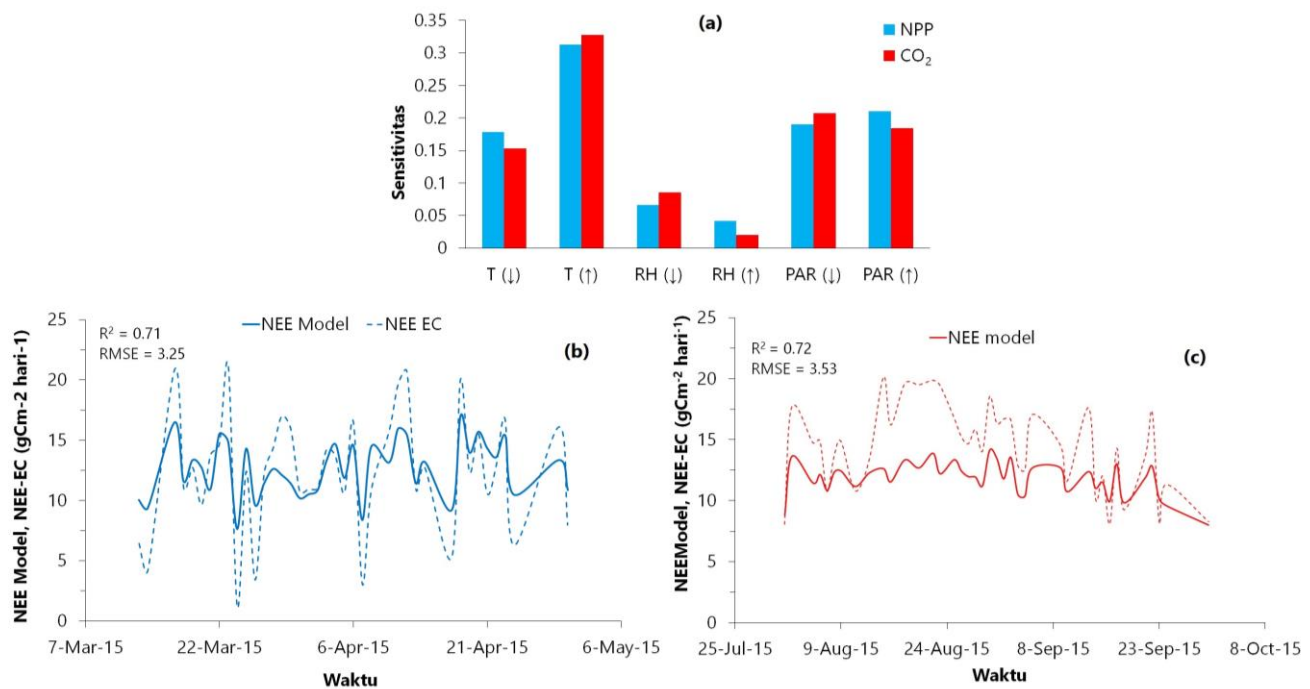 (a)
NPP
CO₂
Sensitivitas
0.35
0.3
0.25
0.2
0.15
0.1
0.05
0
T (↓)
T (↑)
RH (↓)
RH (↑)
PAR (↓)
PAR (↑)
NEE Model, NEE-EC (gCm-2 hari-1)
25
20
15
10
5
0
R² = 0.71
RMSE = 3.25
NEE Model
NEE EC
(b)
7-Mar-15
22-Mar-15
6-Apr-15
21-Apr-15
6-May-15
Waktu
NEEModel, NEE-EC (gCm⁻² hari⁻¹)
25
20
15
10
5
0
R² = 0.72
RMSE = 3.53
NEE model
(c)
25-Jul-15
9-Aug-15
24-Aug-15
8-Sep-15
23-Sep-15
8-Oct-15
Waktu